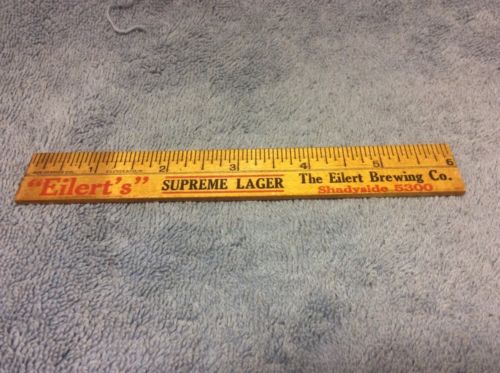 1 2 3 4 5 6
"Eilert's" SUPREME LAGER The Eilert Brewing Co.
Shadyside 5300